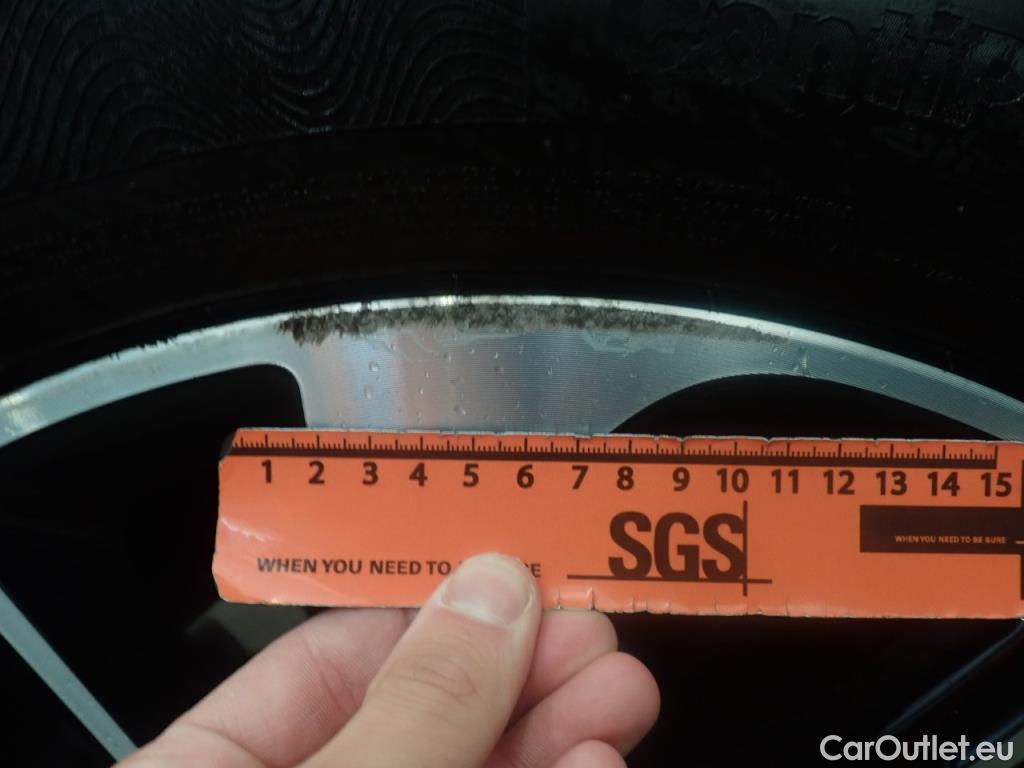 Contip
1 2 3 4 5 6 7 8 9 10 11 12 13 14 15
SGS
WHEN YOU NEED TO BE SURE
WHEN YOU NEED TO
CarOutlet.eu